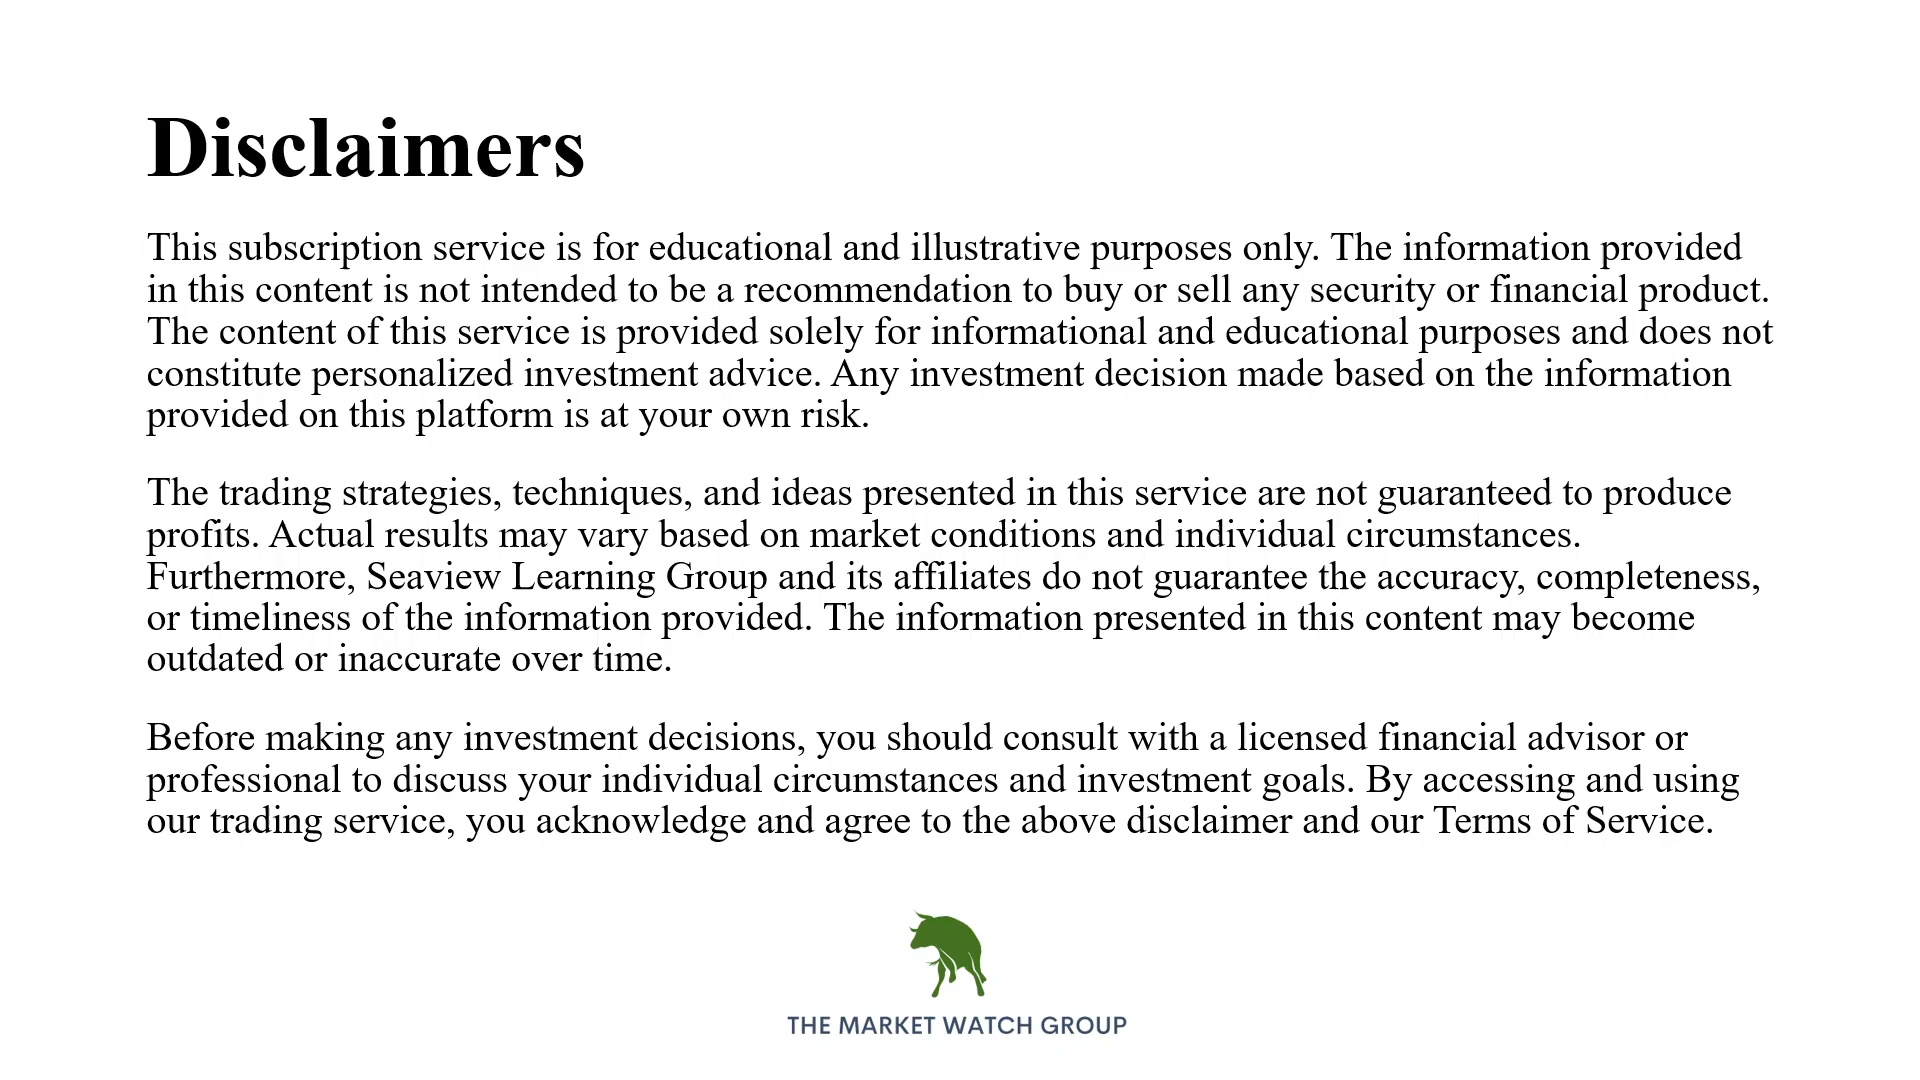 Disclaimers
This subscription service is for educational and illustrative purposes only. The information provided
in this content is not intended to be a recommendation to buy or sell any security or financial product.
The content of this service is provided solely for informational and educational purposes and does not
constitute personalized investment advice. Any investment decision made based on the information
provided on this platform is at your own risk.
The trading strategies, techniques, and ideas presented in this service are not guaranteed to produce
profits. Actual results may vary based on market conditions and individual circumstances.
Furthermore, Seaview Learning Group and its affiliates do not guarantee the accuracy, completeness,
or timeliness of the information provided. The information presented in this content may become
outdated or inaccurate over time.
Before making any investment decisions, you should consult with a licensed financial advisor or
professional to discuss your individual circumstances and investment goals. By accessing and using
our trading service, you acknowledge and agree to the above disclaimer and our Terms of Service.
THE MARKET WATCH GROUP